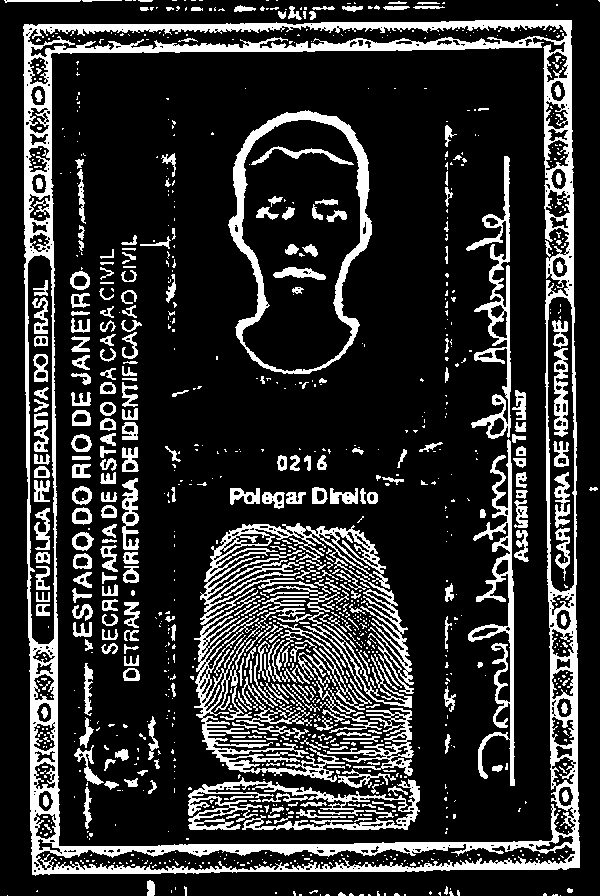 VÁLID
REPÚBLICA FEDERATIVA DO BRASIL
ESTADO DO RIO DE JANEIRO
SECRETARIA DE ESTADO DA CASA CIVIL
DETRAN - DIRETORIA DE IDENTIFICAÇÃO CIVIL
0216
Polegar Direito
Daniel Martins de Andrade
Assinatura do Titular
CARTEIRA DE IDENTIDADE